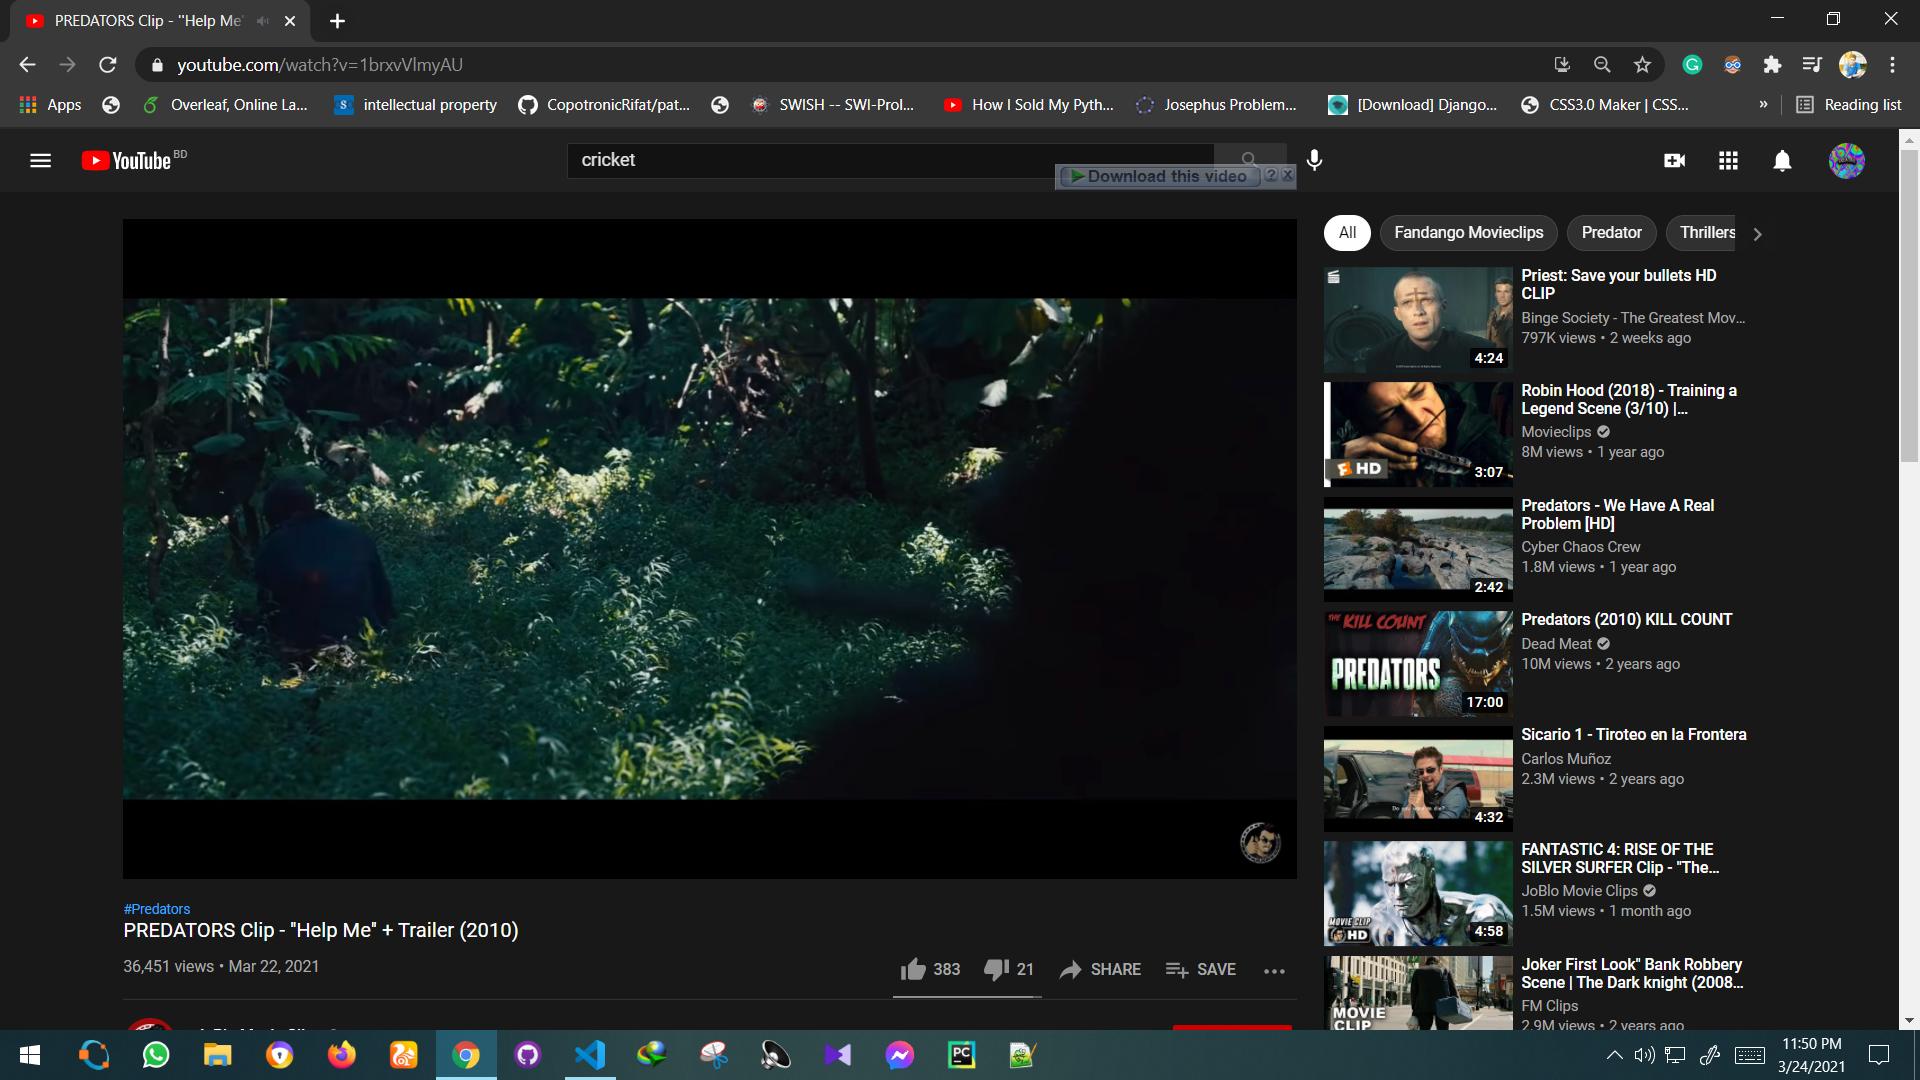 PREDATORS Clip - "Help Me"
youtube.com/watch?v=1brxvVlmyAU
Apps
Overleaf, Online La...
intellectual property
CopotronicRifat/pat...
SWISH -- SWI-Prol...
How I Sold My Pyth...
Josephus Problem...
[Download] Django...
CSS3.0 Maker | CSS...
»
Reading list
YouTube BD
cricket
Download this video
All
Fandango Movieclips
Predator
Thrillers
Priest: Save your bullets HD
CLIP
Binge Society - The Greatest Mov...
797K views • 2 weeks ago
4:24
Robin Hood (2018) - Training a
Legend Scene (3/10) |...
Movieclips
8M views • 1 year ago
HD
3:07
Predators - We Have A Real
Problem [HD]
Cyber Chaos Crew
1.8M views • 1 year ago
2:42
Predators (2010) KILL COUNT
Dead Meat
10M views • 2 years ago
THE KILL COUNT
PREDATORS
17:00
Sicario 1 - Tiroteo en la Frontera
Carlos Muñoz
2.3M views • 2 years ago
4:32
FANTASTIC 4: RISE OF THE
SILVER SURFER Clip - "The...
JoBlo Movie Clips
1.5M views • 1 month ago
MOVIE CLIP
HD
4:58
Joker First Look" Bank Robbery
Scene | The Dark knight (2008...
FM Clips
2.9M views • 2 years ago
MOVIE
CLIP
#Predators
PREDATORS Clip - "Help Me" + Trailer (2010)
36,451 views • Mar 22, 2021
383
21
SHARE
SAVE
PC
11:50 PM
3/24/2021